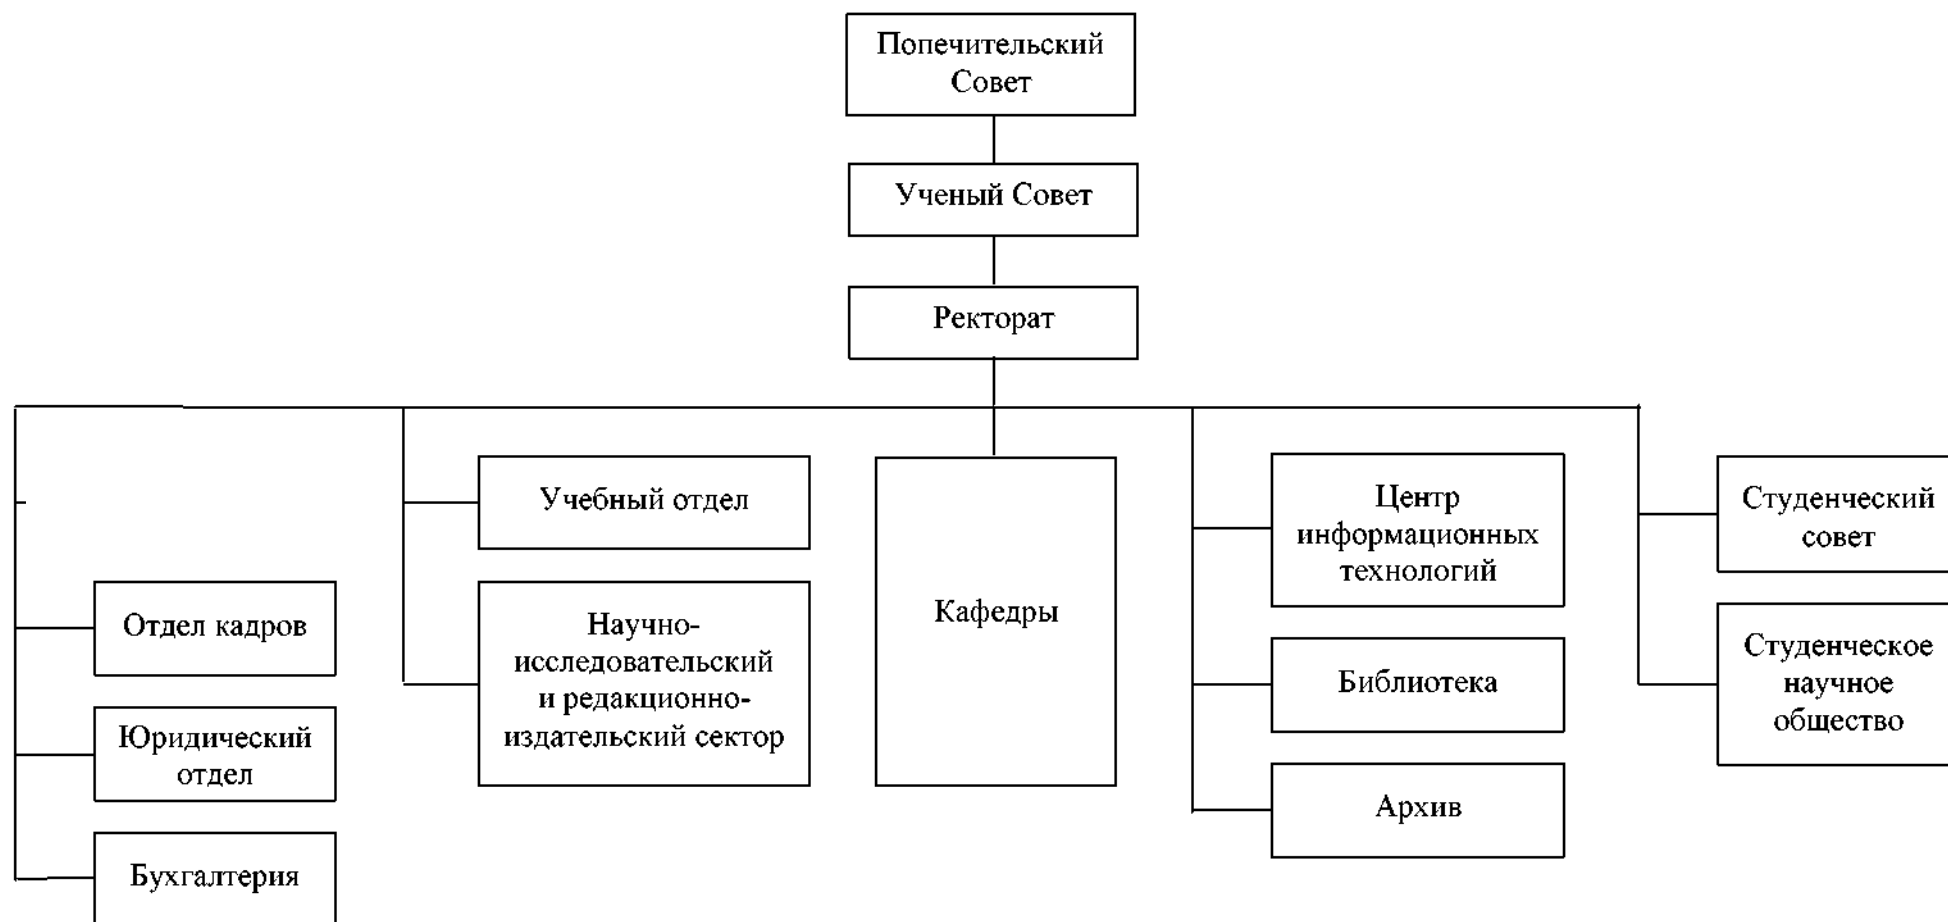 Попечительский
Совет
Ученый Совет
Ректорат
Отдел кадров
Юридический
отдел
Бухгалтерия
Учебный отдел
Научно-
исследовательский
и редакционно-
издательский сектор
Кафедры
Центр
информационных
технологий
Библиотека
Архив
Студенческий
совет
Студенческое
научное
общество